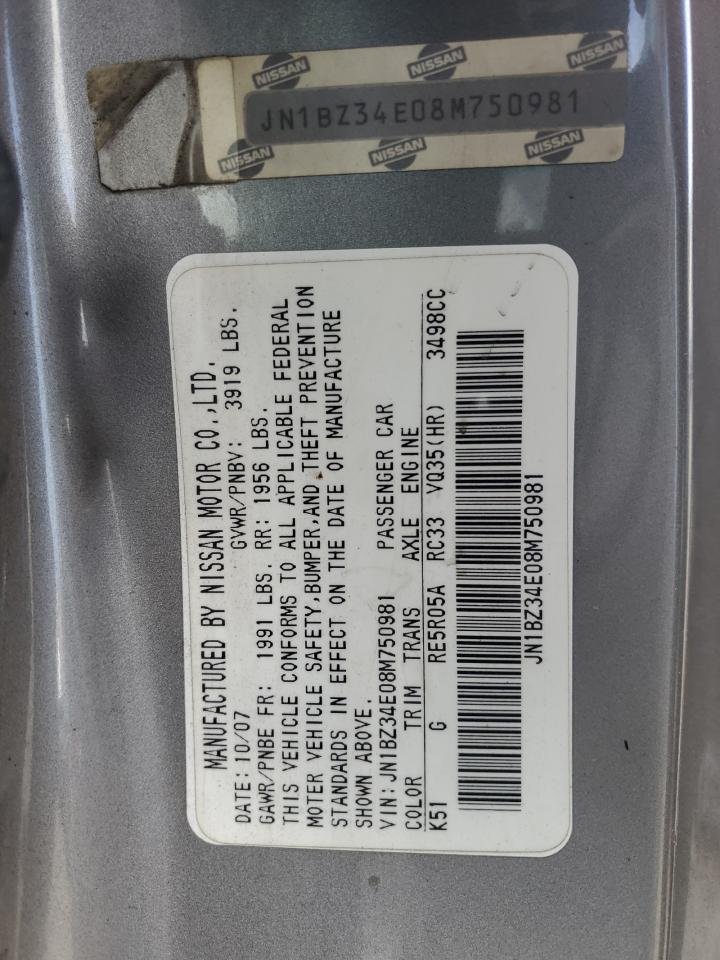 NISSAN NISSAN NISSAN
JN1BZ34E08M750981
NISSAN NISSAN NISSAN
MANUFACTURED BY NISSAN MOTOR CO.,LTD.
DATE: 10/07 GVWR/PNBV: 3919 LBS.
GAWR/PNBE FR: 1991 LBS. RR: 1956 LBS.
THIS VEHICLE CONFORMS TO ALL APPLICABLE FEDERAL
MOTER VEHICLE SAFETY,BUMPER,AND THEFT PREVENTION
STANDARDS IN EFFECT ON THE DATE OF MANUFACTURE
SHOWN ABOVE.
VIN: JN1BZ34E08M750981 PASSENGER CAR
COLOR TRIM TRANS AXLE ENGINE
K51 G RE5R05A RC33 VQ35(HR) 3498CC
JN1BZ34E08M750981